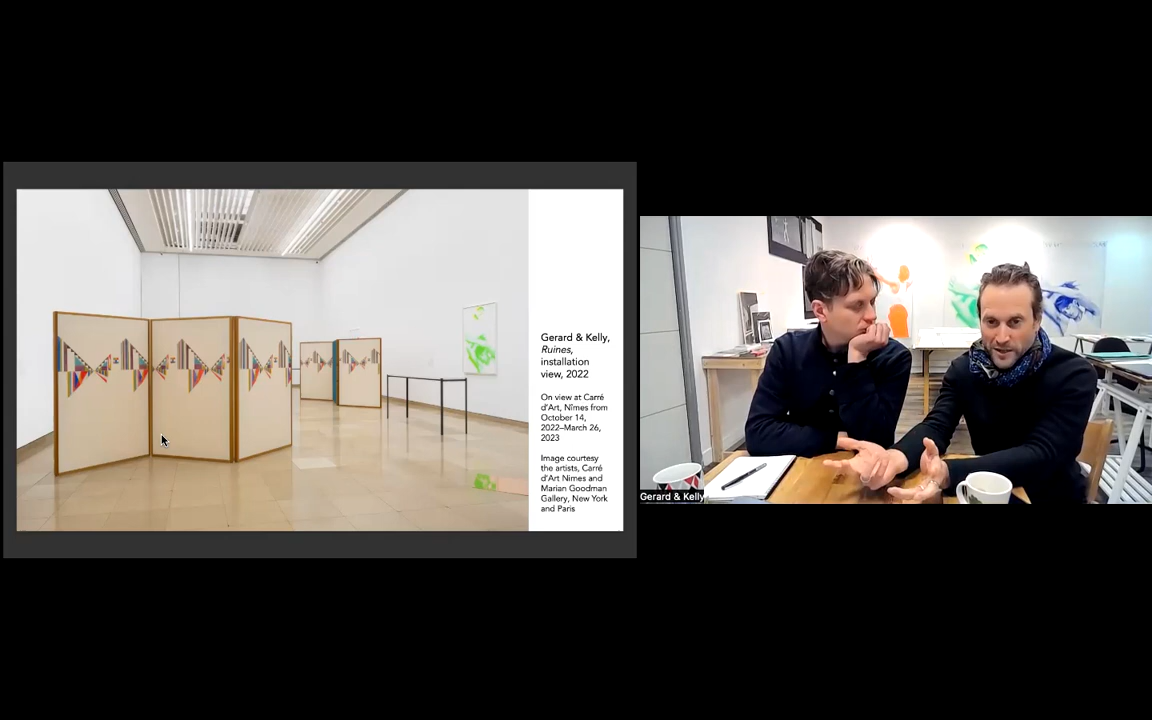 Gerard & Kelly,
Ruines,
installation
view, 2022
On view at Carré
d'Art, Nîmes from
October 14,
2022–March 26,
2023
Image courtesy
the artists, Carré
d'Art Nimes and
Marian Goodman
Gallery, New York
and Paris
Gerard & Kelly